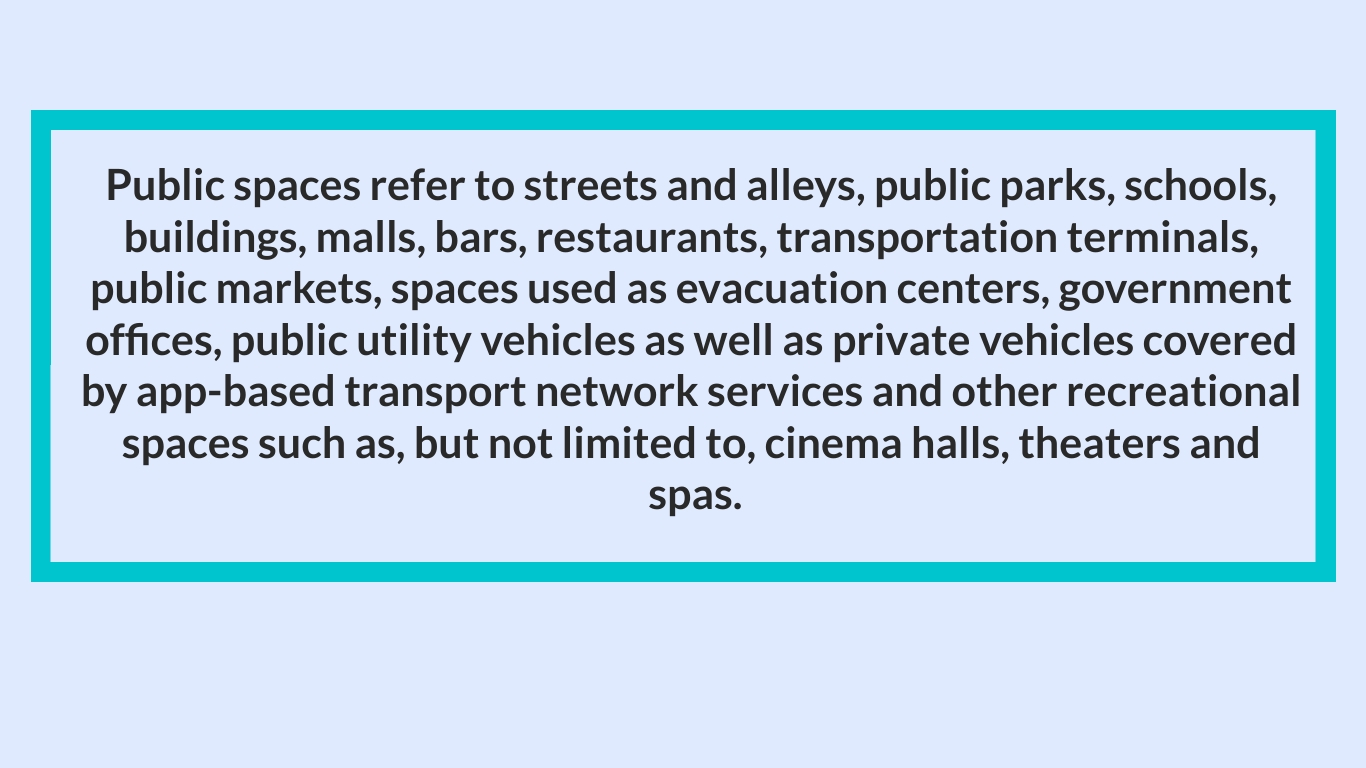 Public spaces refer to streets and alleys, public parks, schools,
buildings, malls, bars, restaurants, transportation terminals,
public markets, spaces used as evacuation centers, government
offices, public utility vehicles as well as private vehicles covered
by app-based transport network services and other recreational
spaces such as, but not limited to, cinema halls, theaters and
spas.